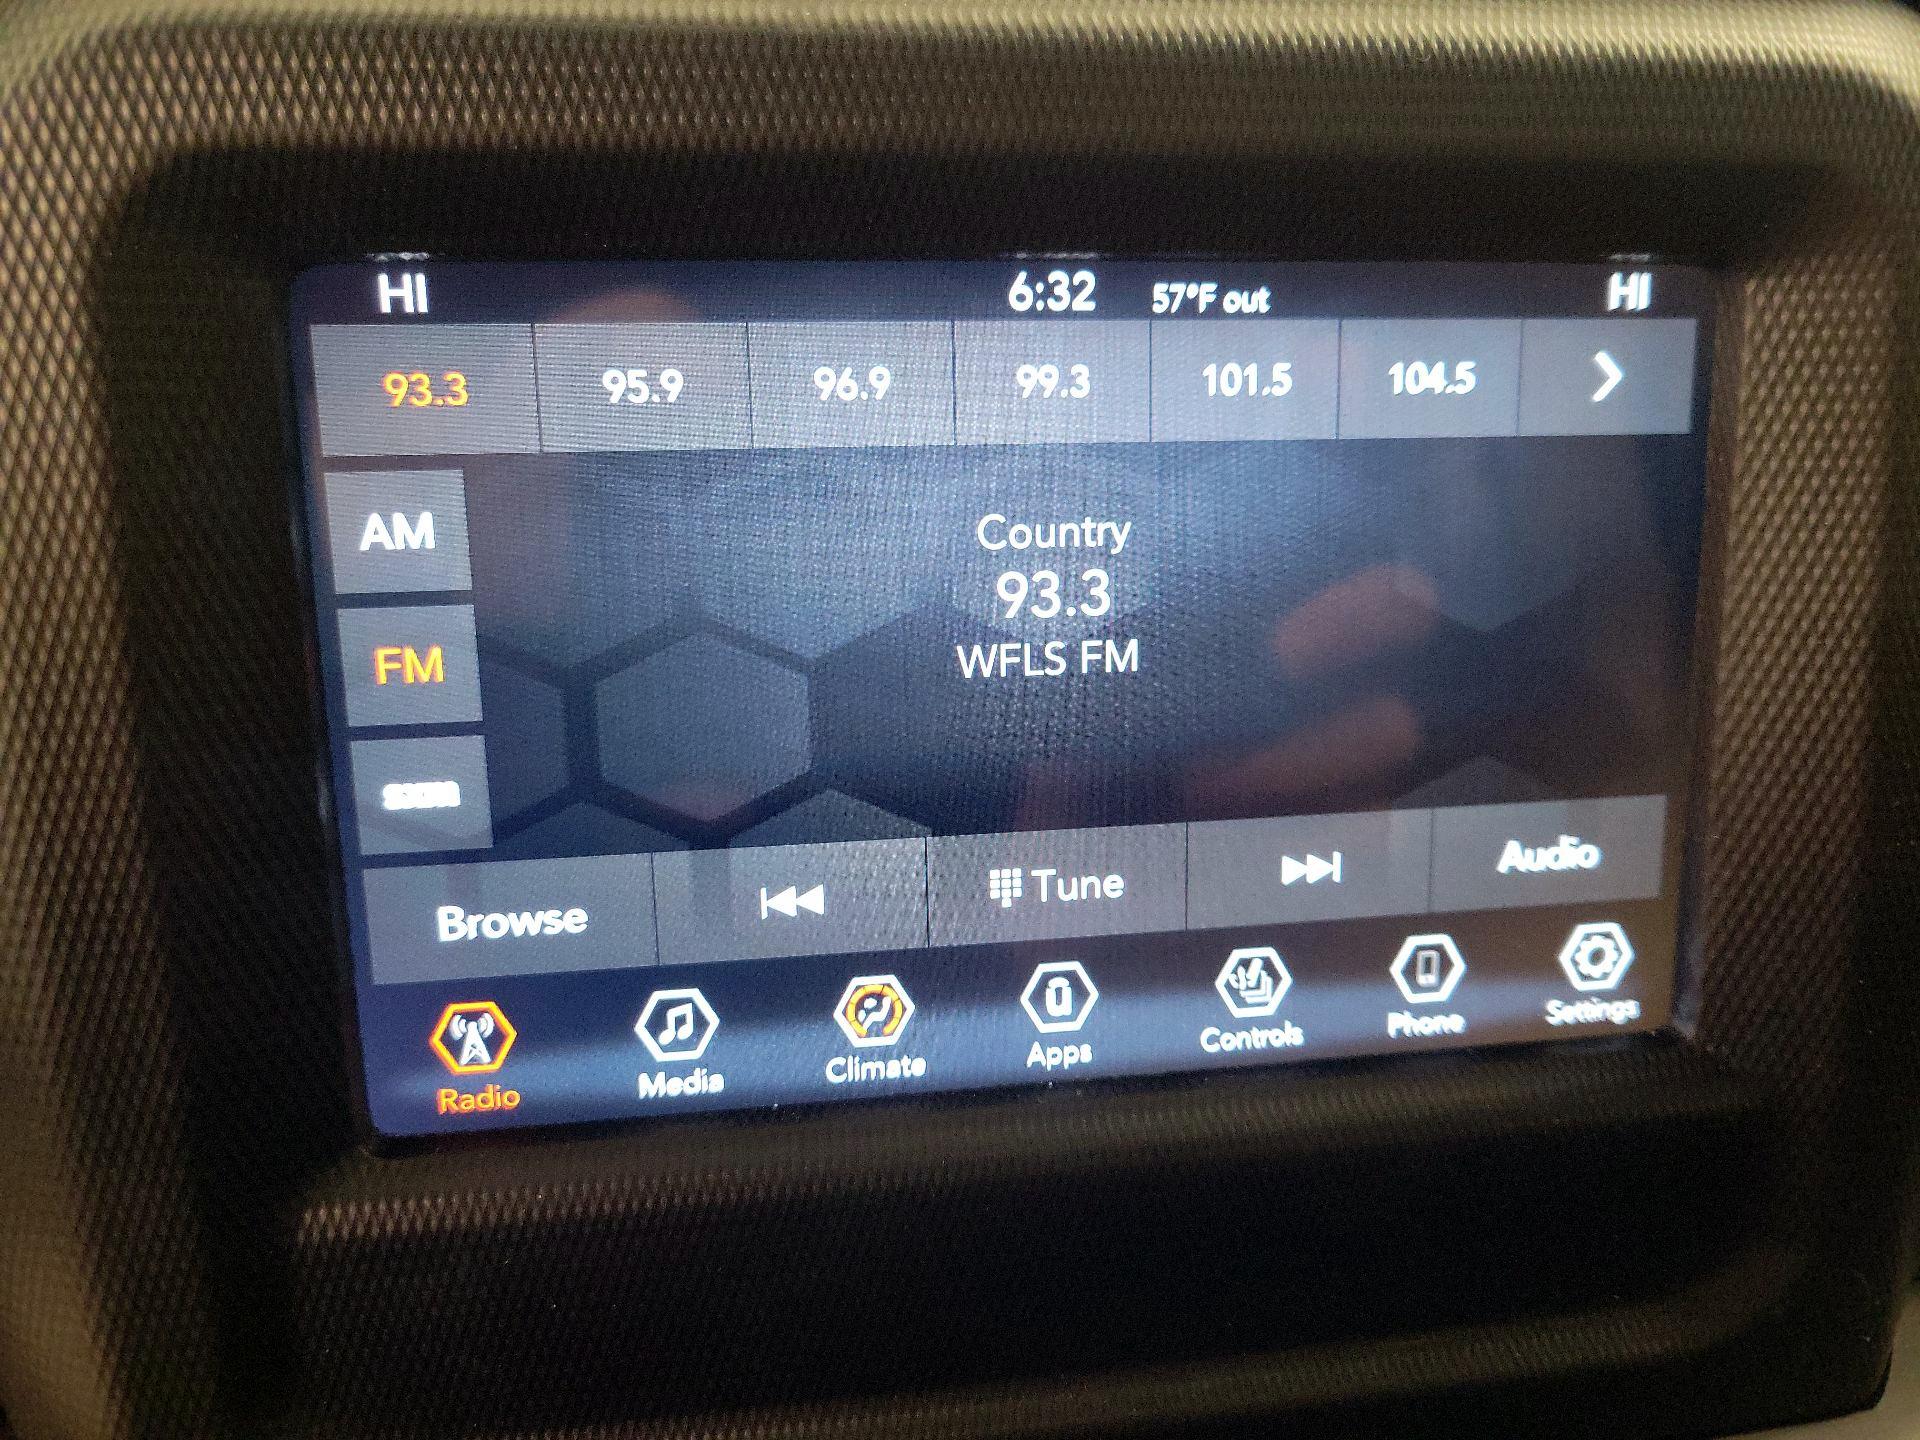 HI 6:32 57°F out HI
93.3 95.9 96.9 99.3 101.5 104.5
AM
Country
93.3
FM
WFLS FM
Browse Tune Audio
Radio Media Climate Apps Controls Phone Settings